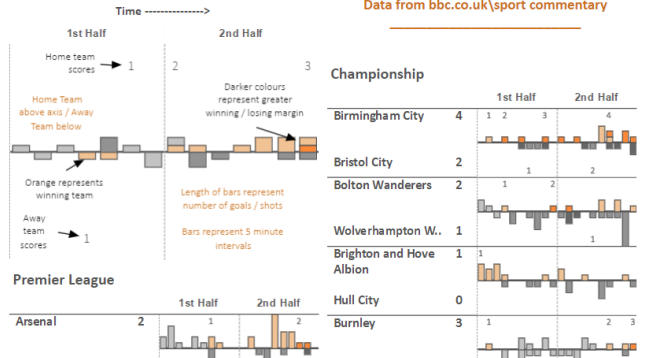 Time -------------->
1st Half 2nd Half
Home team
scores
1 2 3
Darker colours
represent greater
winning / losing margin
Home Team
above axis / Away
Team below
Orange represents
winning team
Length of bars represent
number of goals / shots
Away
team
scores
1
Bars represent 5 minute
intervals
Premier League
1st Half 2nd Half
Arsenal 2 1 2
Data from bbc.co.uk\sport commentary
Championship
1st Half 2nd Half
Birmingham City 4 1 2 3 4
Bristol City 2 1 2
Bolton Wanderers 2 1 2
Wolverhampton W.. 1 1
Brighton and Hove 1 1
Albion
Hull City 0
Burnley 3 1 2 3